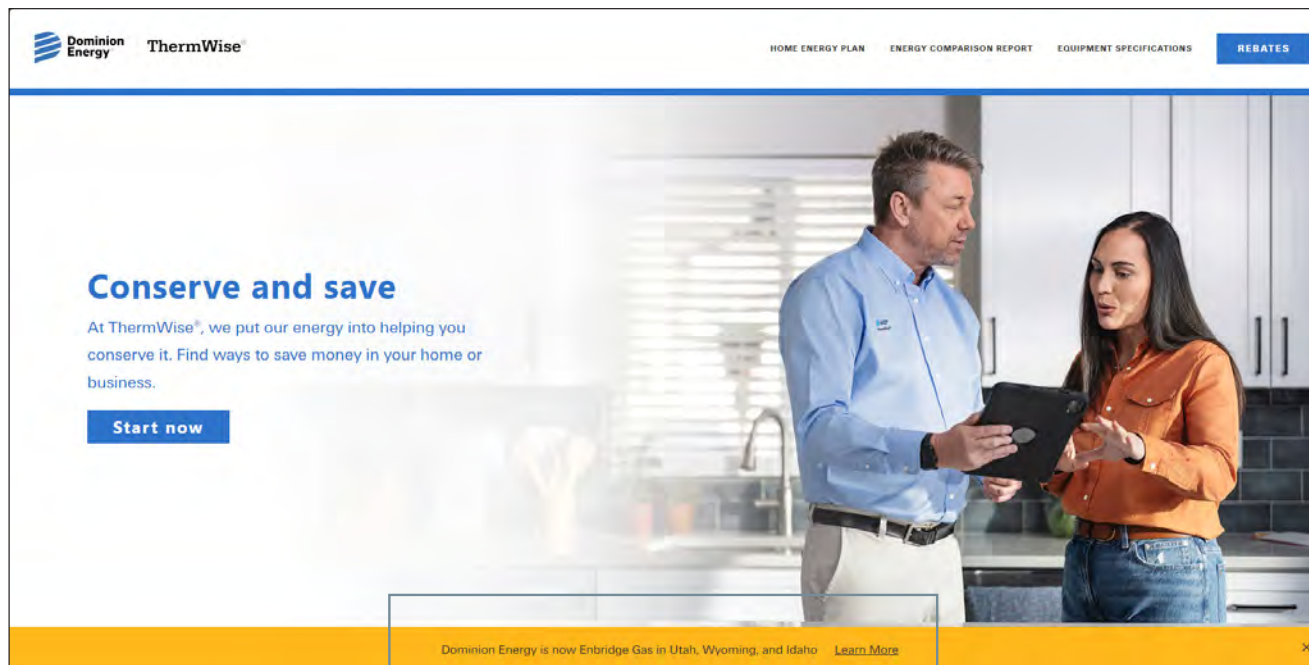 Dominion
Energy
ThermWise®
HOME ENERGY PLAN ENERGY COMPARISON REPORT EQUIPMENT SPECIFICATIONS REBATES
Conserve and save
At ThermWise®, we put our energy into helping you
conserve it. Find ways to save money in your home or
business.
Start now
Dominion Energy is now Enbridge Gas in Utah, Wyoming, and Idaho Learn More X